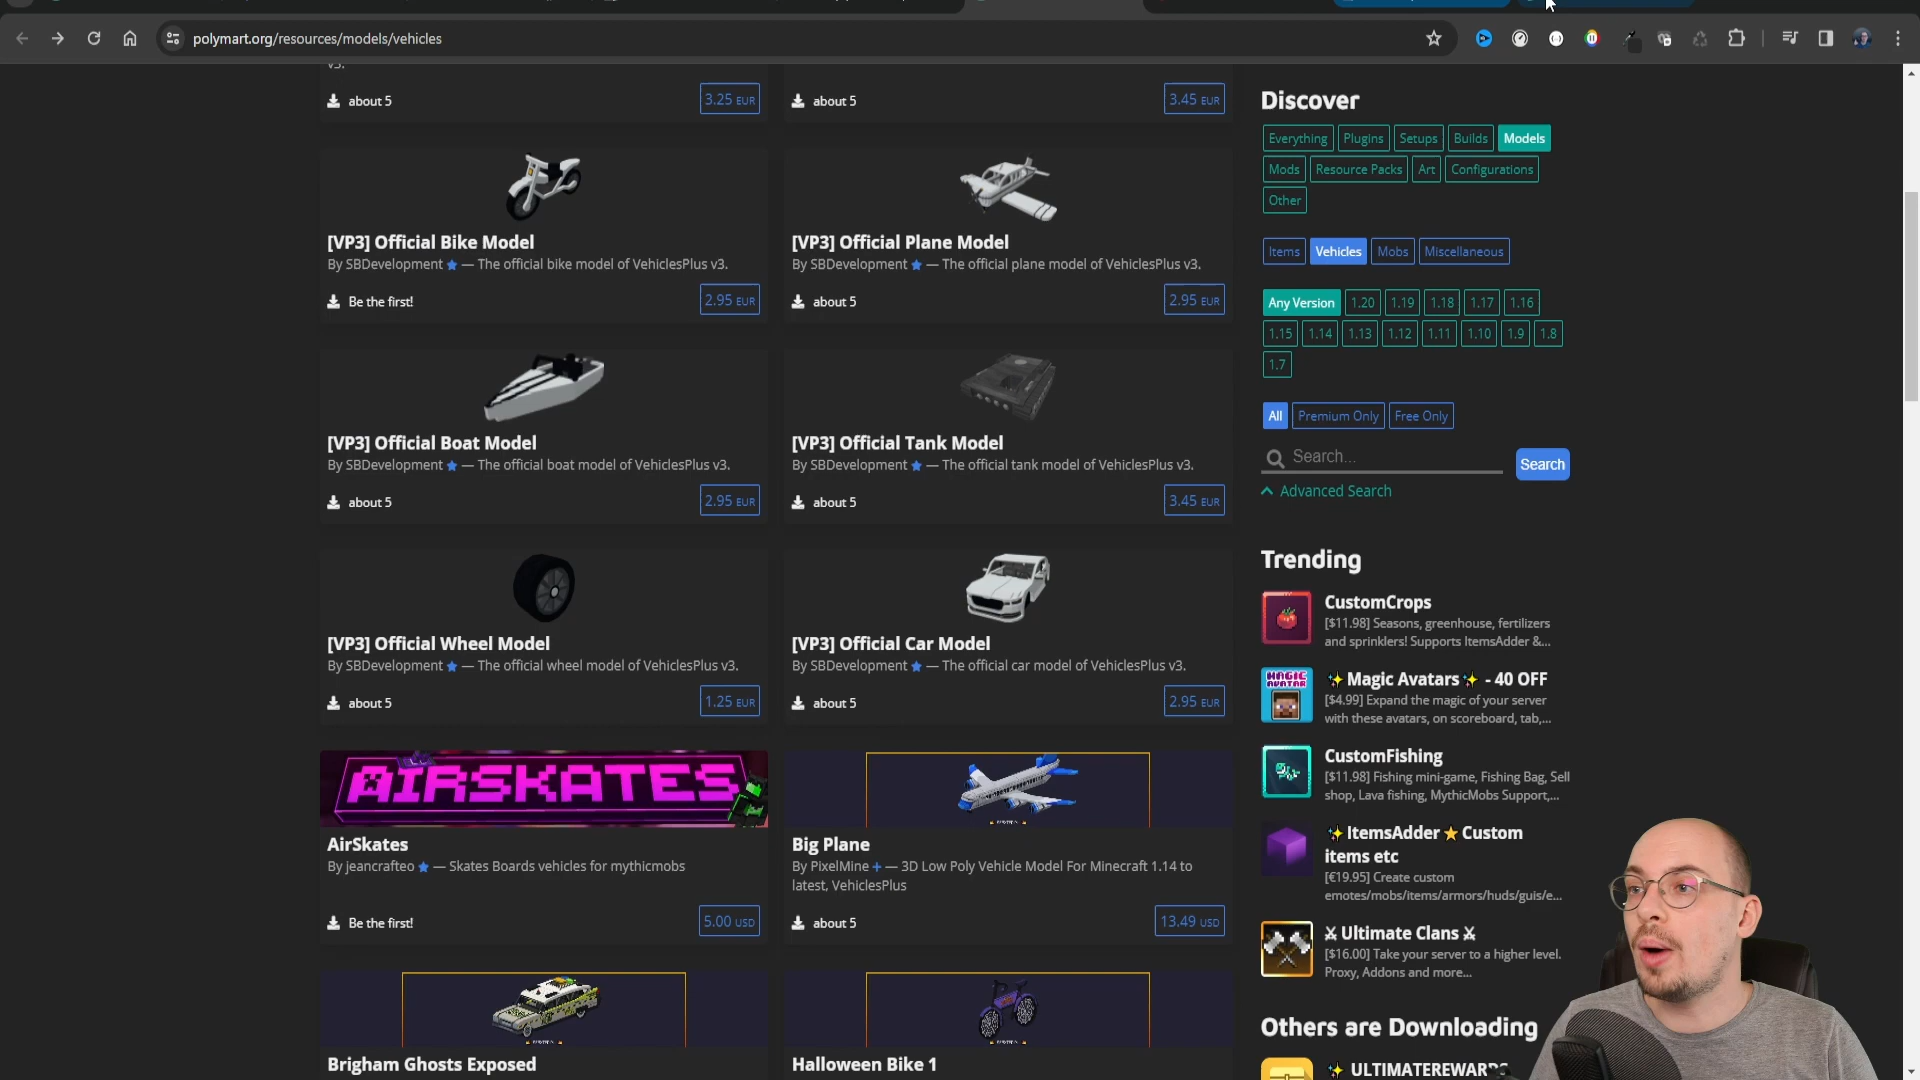 polymart.org/resources/models/vehicles
v3.
about 5
3.25 EUR
about 5
3.45 EUR
[VP3] Official Bike Model
By SBDevelopment — The official bike model of VehiclesPlus v3.
Be the first!
2.95 EUR
[VP3] Official Plane Model
By SBDevelopment — The official plane model of VehiclesPlus v3.
about 5
2.95 EUR
[VP3] Official Boat Model
By SBDevelopment — The official boat model of VehiclesPlus v3.
about 5
2.95 EUR
[VP3] Official Tank Model
By SBDevelopment — The official tank model of VehiclesPlus v3.
about 5
3.45 EUR
[VP3] Official Wheel Model
By SBDevelopment — The official wheel model of VehiclesPlus v3.
about 5
1.25 EUR
[VP3] Official Car Model
By SBDevelopment — The official car model of VehiclesPlus v3.
about 5
2.95 EUR
AIRSKATES
AirSkates
By jeancrafteo — Skates Boards vehicles for mythicmobs
Be the first!
5.00 USD
Big Plane
By PixelMine + — 3D Low Poly Vehicle Model For Minecraft 1.14 to
latest, VehiclesPlus
about 5
13.49 USD
Brigham Ghosts Exposed
Halloween Bike 1
Discover
Everything Plugins Setups Builds Models
Mods Resource Packs Art Configurations
Other
Items Vehicles Mobs Miscellaneous
Any Version 1.20 1.19 1.18 1.17 1.16
1.15 1.14 1.13 1.12 1.11 1.10 1.9 1.8
1.7
All Premium Only Free Only
Search...
Search
Advanced Search
Trending
CustomCrops
[$11.98] Seasons, greenhouse, fertilizers
and sprinklers! Supports ItemsAdder &...
MAGIC
AVATAR
✨Magic Avatars✨ - 40 OFF
[$4.99] Expand the magic of your server
with these avatars, on scoreboard, tab,...
CustomFishing
[$11.98] Fishing mini-game, Fishing Bag, Sell
shop, Lava fishing, MythicMobs Support,...
✨ItemsAdder⭐Custom
items etc
[€19.95] Create custom
emotes/mobs/items/armors/huds/guis/e...
⚔ Ultimate Clans ⚔
[$16.00] Take your server to a higher level.
Proxy, Addons and more...
Others are Downloading
✨ ULTIMATEREWARDS